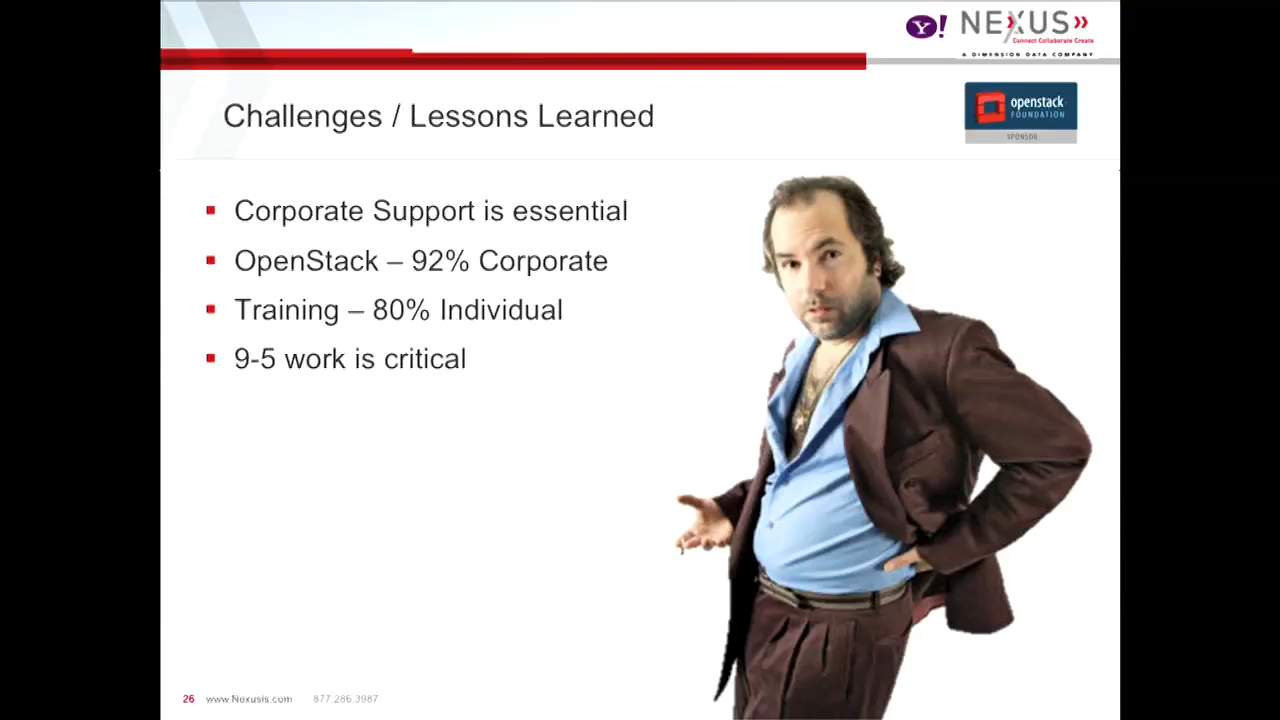 Y!
NEXUS
Connect Collaborate Create
A DIMENSION DATA COMPANY
Challenges / Lessons Learned
openstack
FOUNDATION
SPONSOR
Corporate Support is essential
OpenStack – 92% Corporate
Training – 80% Individual
9-5 work is critical
26 www.Nexusis.com 877.286.3987